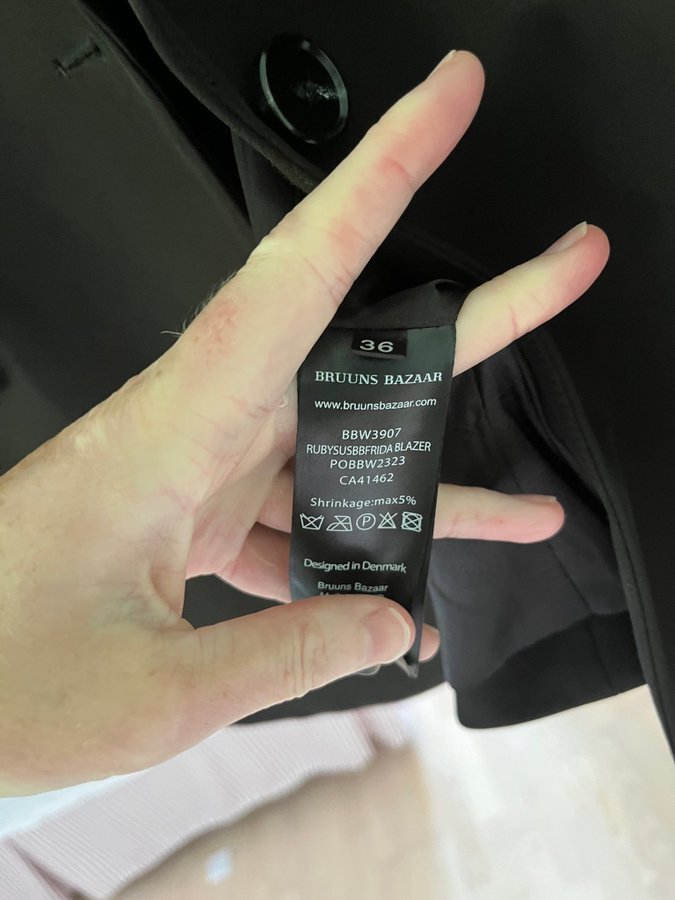 36
BRUUNS BAZAAR
www.bruunsbazaar.com
BBW3907
RUBYSUSBBFRIDA BLAZER
POBBW2323
CA41462
Shrinkage:max5%
P
Designed in Denmark
Bruuns Bazaar